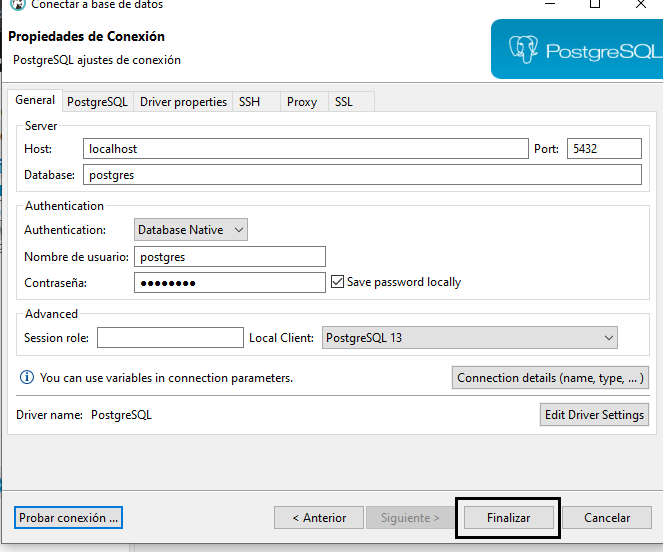 Conectar a base de datos
Propiedades de Conexión
PostgreSQL ajustes de conexión
PostgreSQL
General PostgreSQL Driver properties SSH Proxy SSL
Server
Host: localhost Port: 5432
Database: postgres
Authentication
Authentication: Database Native
Nombre de usuario: postgres
Contraseña: •••••••• Save password locally
Advanced
Session role: Local Client: PostgreSQL 13
You can use variables in connection parameters. Connection details (name, type, ... )
Driver name: PostgreSQL Edit Driver Settings
Probar conexión ... < Anterior Siguiente > Finalizar Cancelar